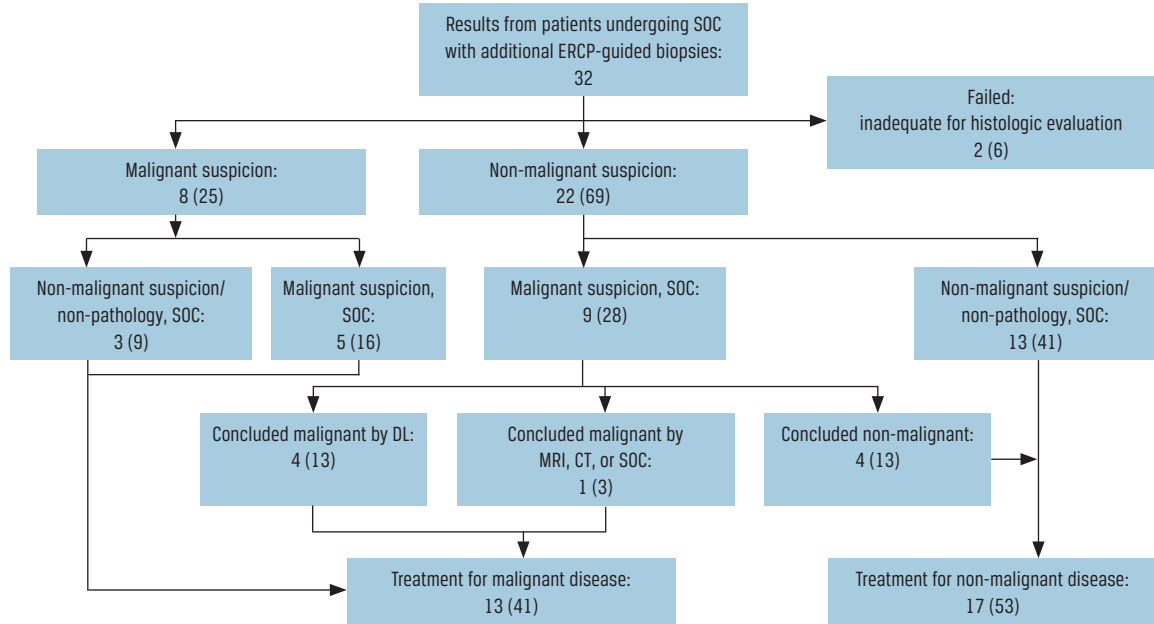 Results from patients undergoing SOC
with additional ERCP-guided biopsies:
32
Failed:
inadequate for histologic evaluation
2 (6)
Malignant suspicion:
8 (25)
Non-malignant suspicion:
22 (69)
Non-malignant suspicion/
non-pathology, SOC:
3 (9)
Malignant suspicion,
SOC:
5 (16)
Malignant suspicion, SOC:
9 (28)
Non-malignant suspicion/
non-pathology, SOC:
13 (41)
Concluded malignant by DL:
4 (13)
Concluded malignant by
MRI, CT, or SOC:
1 (3)
Concluded non-malignant:
4 (13)
Treatment for malignant disease:
13 (41)
Treatment for non-malignant disease:
17 (53)